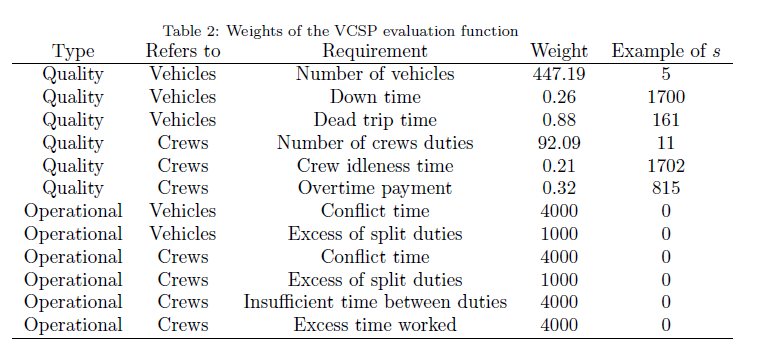 Table 2: Weights of the VCSP evaluation function
Type Refers to Requirement Weight Example of s
Quality Vehicles Number of vehicles 447.19 5
Quality Vehicles Down time 0.26 1700
Quality Vehicles Dead trip time 0.88 161
Quality Crews Number of crews duties 92.09 11
Quality Crews Crew idleness time 0.21 1702
Quality Crews Overtime payment 0.32 815
Operational Vehicles Conflict time 4000 0
Operational Vehicles Excess of split duties 1000 0
Operational Crews Conflict time 4000 0
Operational Crews Excess of split duties 1000 0
Operational Crews Insufficient time between duties 4000 0
Operational Crews Excess time worked 4000 0